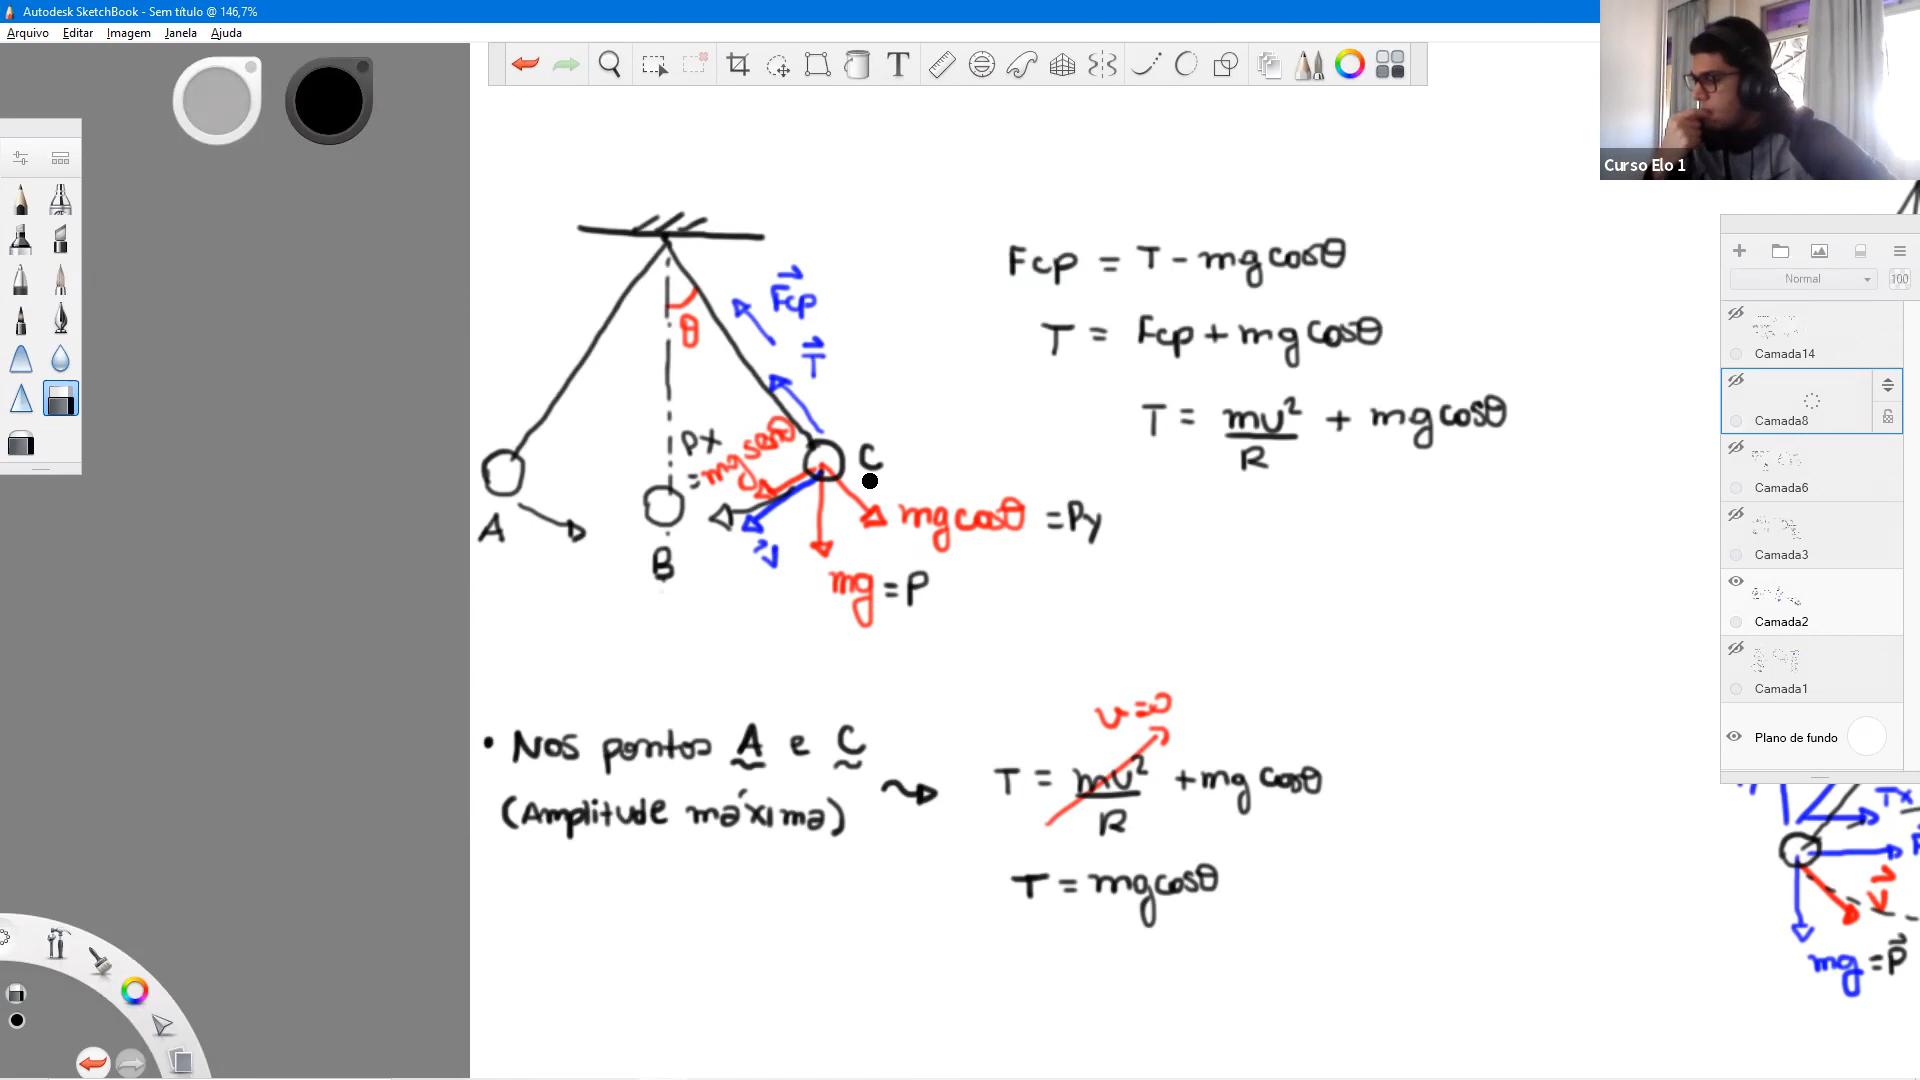 Autodesk SketchBook - Sem título @ 146,7%
Arquivo Editar Imagem Janela Ajuda
Curso Elo 1
Normal
100
Camada14
Camada8
Camada6
Camada3
Camada2
Camada1
Plano de fundo
Fcp
T
θ
Px
= mg senθ
C
A
B
V
mg cosθ = Py
mg = P
Fcp = T - mg cosθ
T = Fcp + mg cosθ
T = mv² / R + mg cosθ
• Nos pontos A e C
(Amplitude máxima)
v=0
T = mv² / R + mg cosθ
T = mg cosθ
Tx
V
mg = P